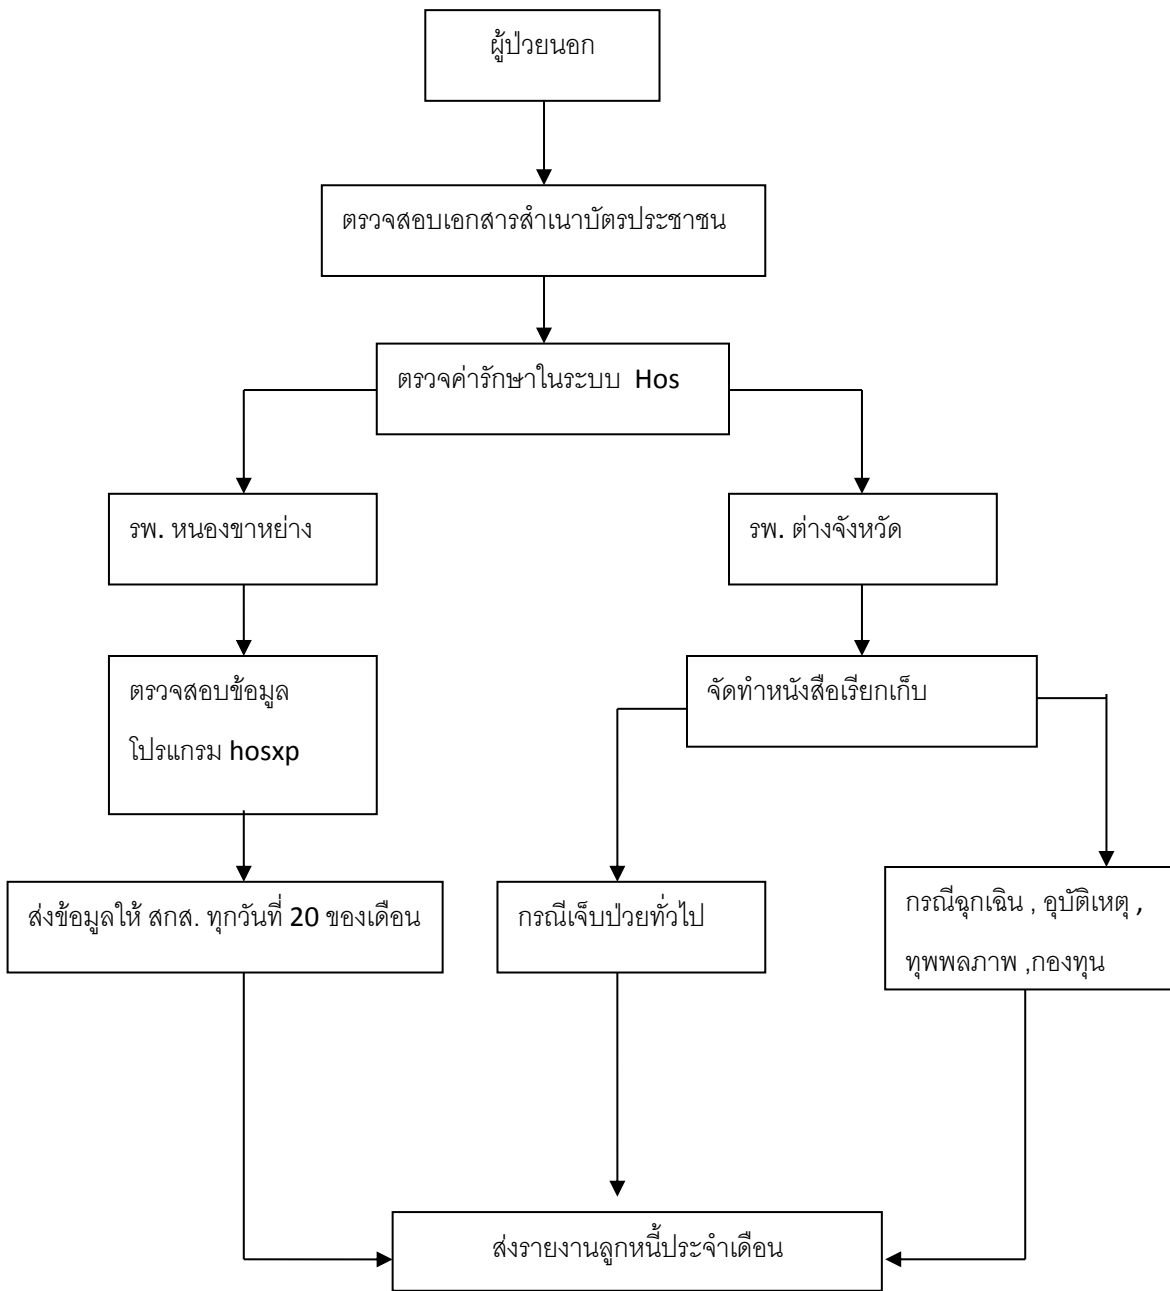 ผู้ป่วยนอก
ตรวจสอบเอกสารสำเนาบัตรประชาชน
ตรวจค่ารักษาในระบบ Hos
รพ. หนองขาหย่าง
รพ. ต่างจังหวัด
ตรวจสอบข้อมูล
โปรแกรม hosxp
จัดทำหนังสือเรียกเก็บ
ส่งข้อมูลให้ สกส. ทุกวันที่ 20 ของเดือน
กรณีเจ็บป่วยทั่วไป
กรณีฉุกเฉิน , อุบัติเหตุ ,
ทุพพลภาพ ,กองทุน
ส่งรายงานลูกหนี้ประจำเดือน